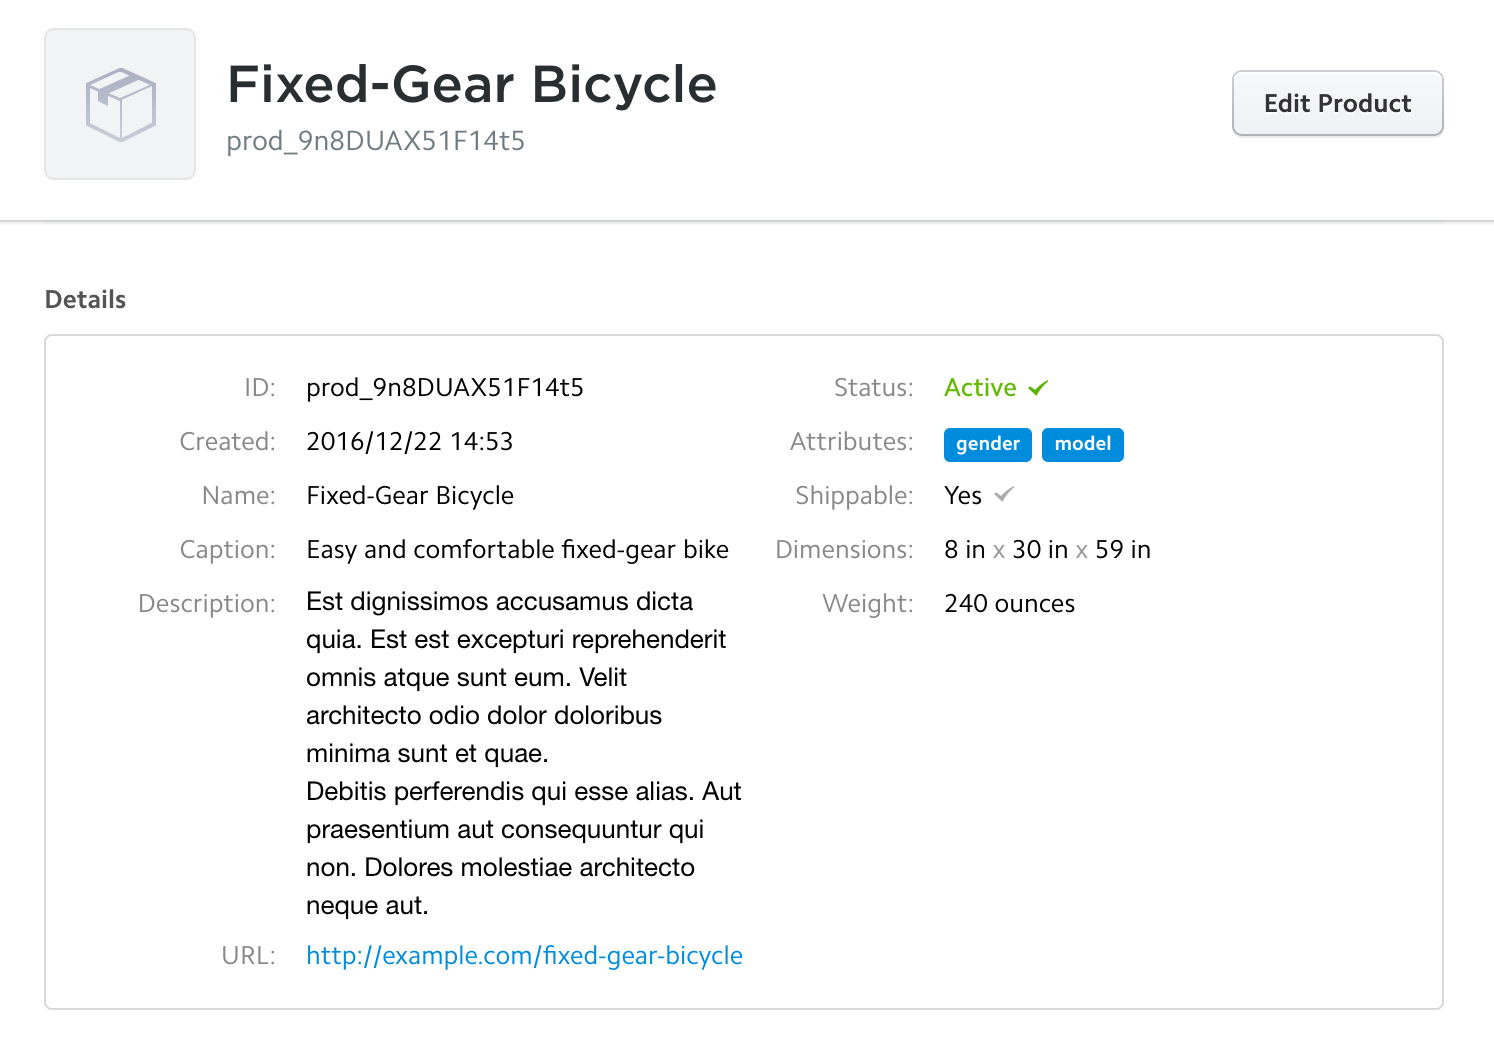 Fixed-Gear Bicycle
prod_9n8DUAX51F14t5
Edit Product
Details
ID: prod_9n8DUAX51F14t5
Created: 2016/12/22 14:53
Name: Fixed-Gear Bicycle
Caption: Easy and comfortable fixed-gear bike
Description: Est dignissimos accusamus dicta
quia. Est est excepturi reprehenderit
omnis atque sunt eum. Velit
architecto odio dolor doloribus
minima sunt et quae.
Debitis perferendis qui esse alias. Aut
praesentium aut consequuntur qui
non. Dolores molestiae architecto
neque aut.
URL: http://example.com/fixed-gear-bicycle
Status: Active
Attributes: gender model
Shippable: Yes
Dimensions: 8 in x 30 in x 59 in
Weight: 240 ounces